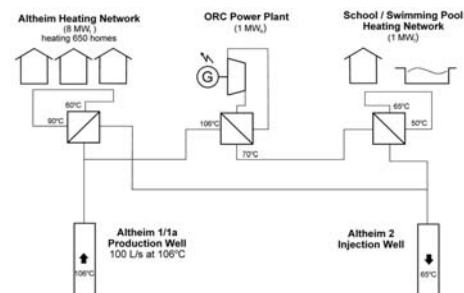 Altheim Heating Network
(8 MWt)
heating 650 homes
ORC Power Plant
(1 MWe)
School / Swimming Pool
Heating Network
(1 MWt)
G
60°C
90°C
106°C
70°C
65°C
50°C
Altheim 1/1a
Production Well
100 L/s at 106°C
Altheim 2
Injection Well
106°C
65°C